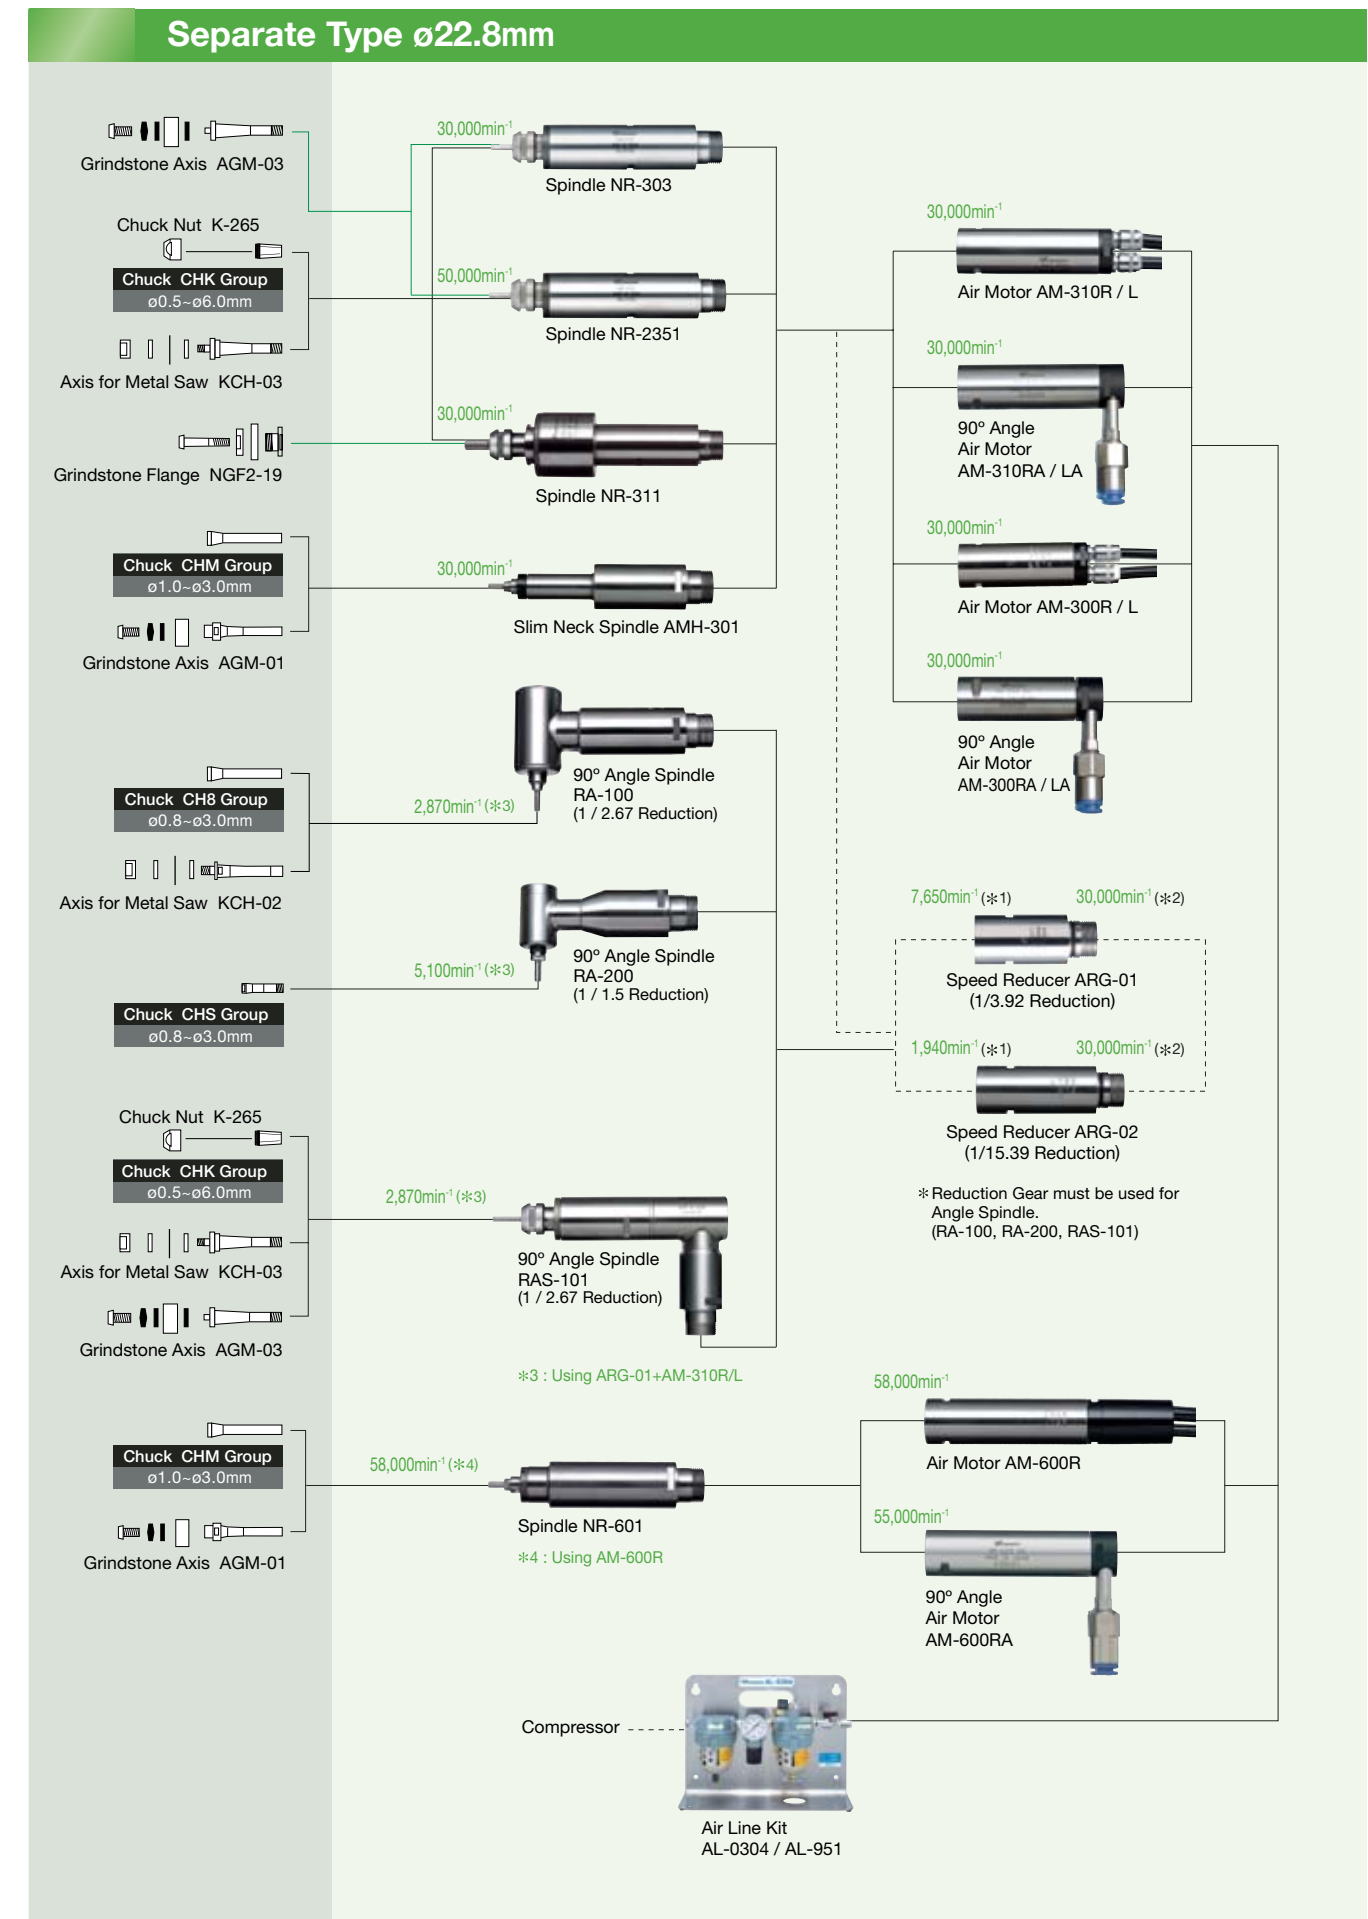 Separate Type ø22.8mm
Grindstone Axis AGM-03
Chuck Nut K-265
Chuck CHK Group
ø0.5~ø6.0mm
Axis for Metal Saw KCH-03
Grindstone Flange NGF2-19
Chuck CHM Group
ø1.0~ø3.0mm
Grindstone Axis AGM-01
Chuck CH8 Group
ø0.8~ø3.0mm
Axis for Metal Saw KCH-02
Chuck CHS Group
ø0.8~ø3.0mm
Chuck Nut K-265
Chuck CHK Group
ø0.5~ø6.0mm
Axis for Metal Saw KCH-03
Grindstone Axis AGM-03
Chuck CHM Group
ø1.0~ø3.0mm
Grindstone Axis AGM-01
30,000min⁻¹
Spindle NR-303
50,000min⁻¹
Spindle NR-2351
30,000min⁻¹
Spindle NR-311
30,000min⁻¹
Slim Neck Spindle AMH-301
90º Angle Spindle
RA-100
(1 / 2.67 Reduction)
2,870min⁻¹ (✻3)
90º Angle Spindle
RA-200
(1 / 1.5 Reduction)
5,100min⁻¹ (✻3)
2,870min⁻¹ (✻3)
90º Angle Spindle
RAS-101
(1 / 2.67 Reduction)
✻3 : Using ARG-01+AM-310R/L
58,000min⁻¹ (✻4)
Spindle NR-601
✻4 : Using AM-600R
30,000min⁻¹
Air Motor AM-310R / L
30,000min⁻¹
90º Angle
Air Motor
AM-310RA / LA
30,000min⁻¹
Air Motor AM-300R / L
30,000min⁻¹
90º Angle
Air Motor
AM-300RA / LA
7,650min⁻¹ (✻1) 30,000min⁻¹ (✻2)
Speed Reducer ARG-01
(1/3.92 Reduction)
1,940min⁻¹ (✻1) 30,000min⁻¹ (✻2)
Speed Reducer ARG-02
(1/15.39 Reduction)
✻Reduction Gear must be used for
Angle Spindle.
(RA-100, RA-200, RAS-101)
58,000min⁻¹
Air Motor AM-600R
55,000min⁻¹
90º Angle
Air Motor
AM-600RA
Compressor
Air Line Kit
AL-0304 / AL-951